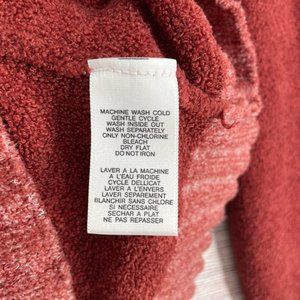 MACHINE WASH COLD
GENTLE CYCLE
WASH INSIDE OUT
WASH SEPARATELY
ONLY NON-CHLORINE
BLEACH
DRY FLAT
DO NOT IRON
LAVER A LA MACHINE
A L'EAU FROIDE
CYCLE DELLICAT
LAVER A L'ENVERS
LAVER SEPAREMENT
BLANCHIR SANS CHLORE
SI NECESSAIRE
SECHAR A PLAT
NE PAS REPASSER